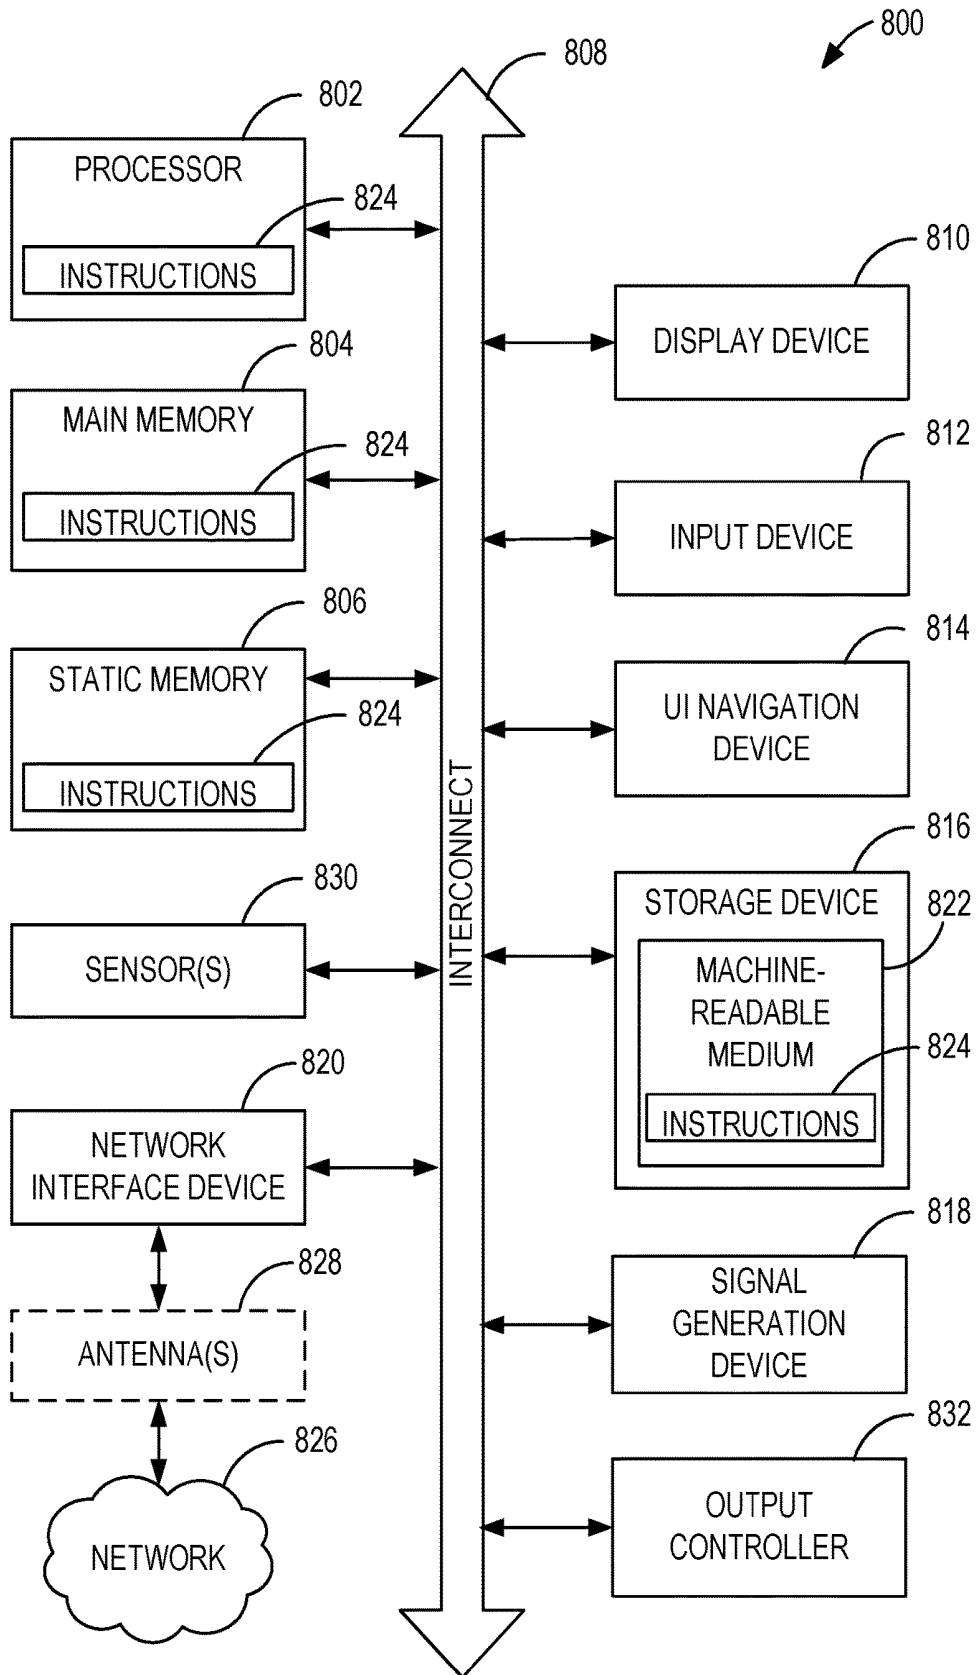 800
808
802
PROCESSOR
824
INSTRUCTIONS
804
MAIN MEMORY
824
INSTRUCTIONS
806
STATIC MEMORY
824
INSTRUCTIONS
830
SENSOR(S)
820
NETWORK
INTERFACE DEVICE
828
ANTENNA(S)
826
NETWORK
INTERCONNECT
810
DISPLAY DEVICE
812
INPUT DEVICE
814
UI NAVIGATION
DEVICE
816
STORAGE DEVICE
822
MACHINE-
READABLE
MEDIUM
824
INSTRUCTIONS
818
SIGNAL
GENERATION
DEVICE
832
OUTPUT
CONTROLLER